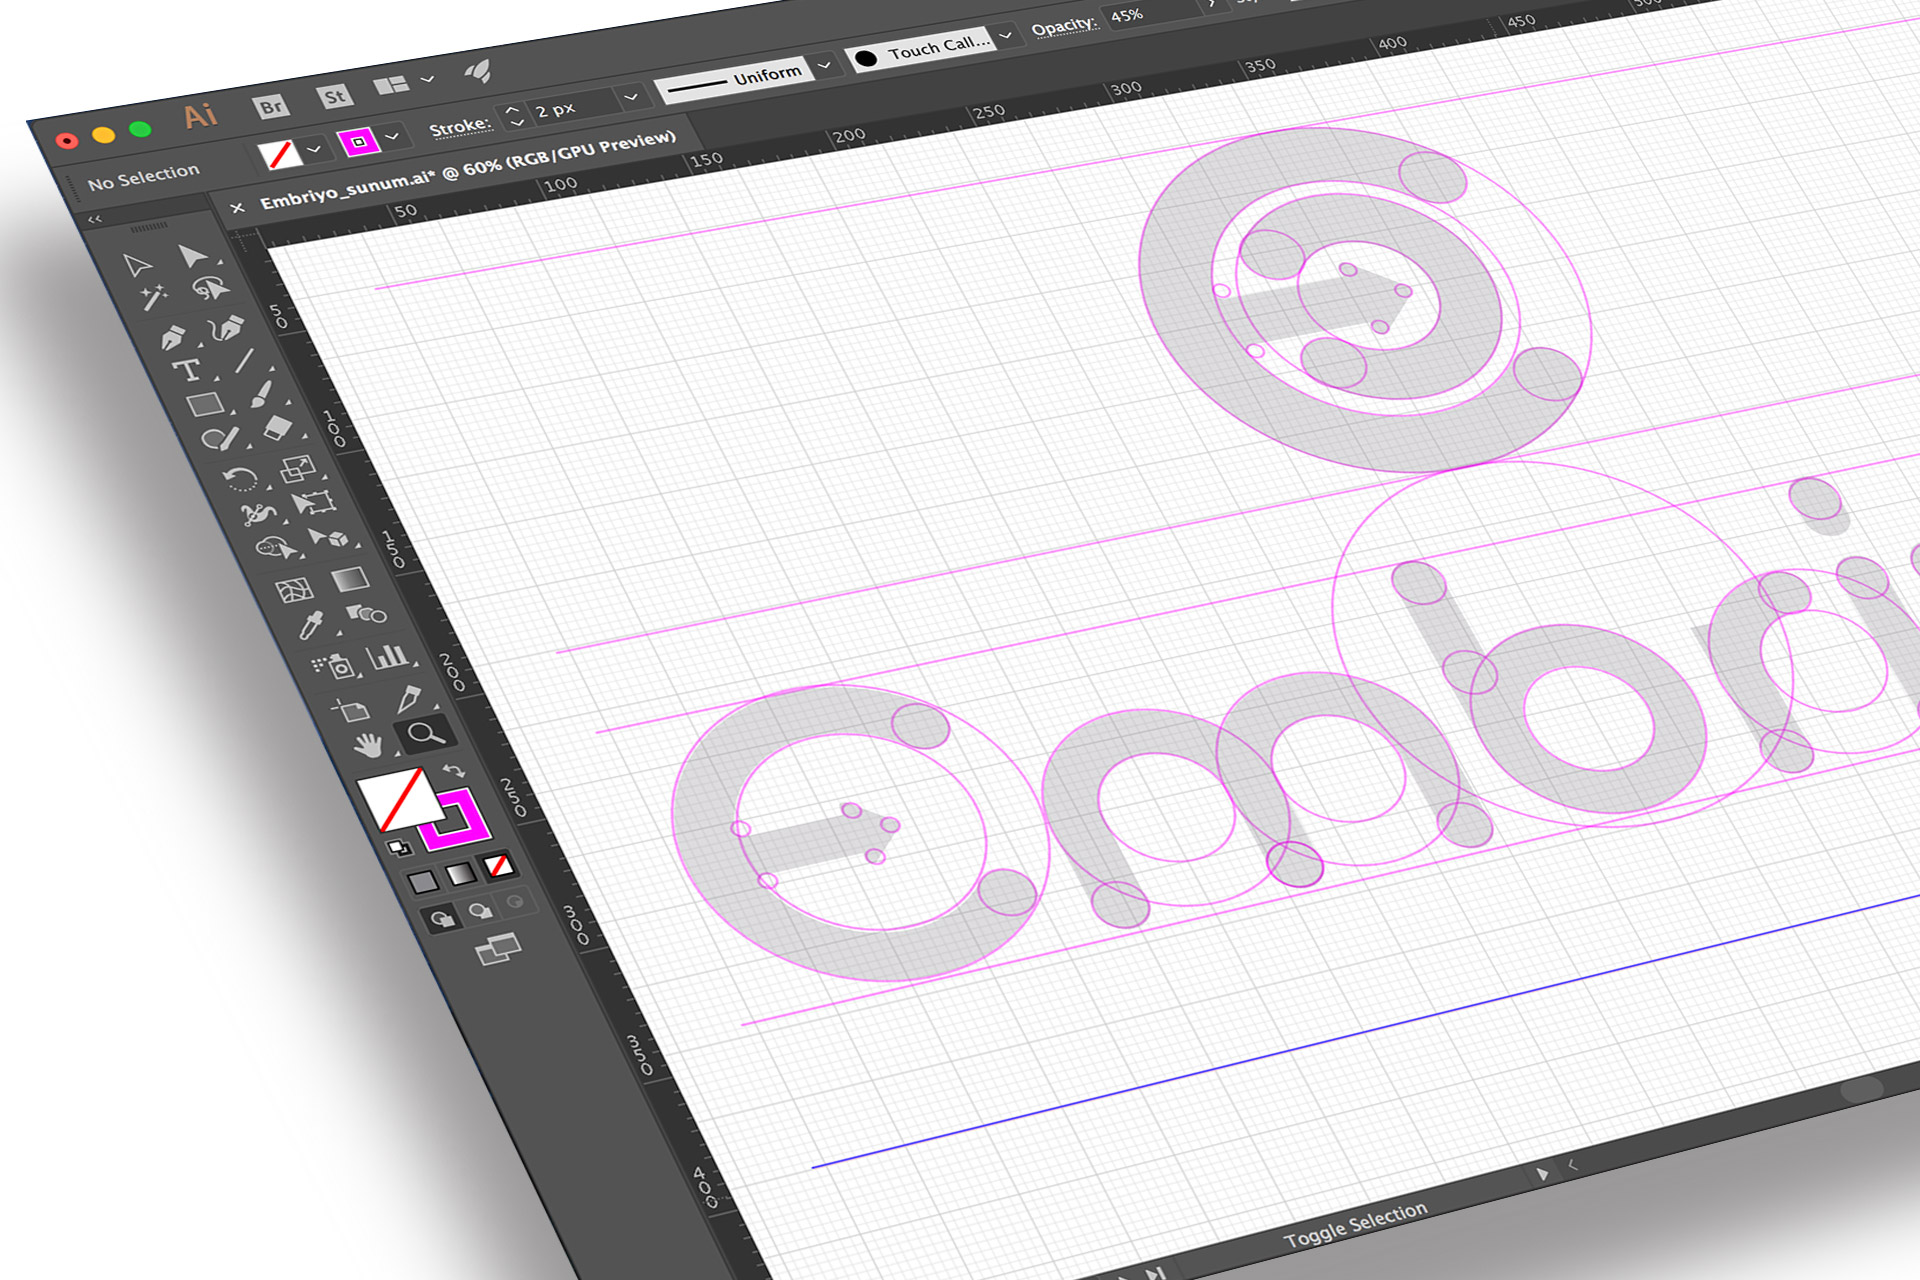 Ai Br St
Stroke: 2 px Uniform Touch Call... Opacity: 45%
No Selection
× Embriyo_sunum.ai* @ 60% (RGB/GPU Preview)
50 100 150 200 250 300 350 400 450
50
100
150
200
250
300
350
400
e
embri
Toggle Selection